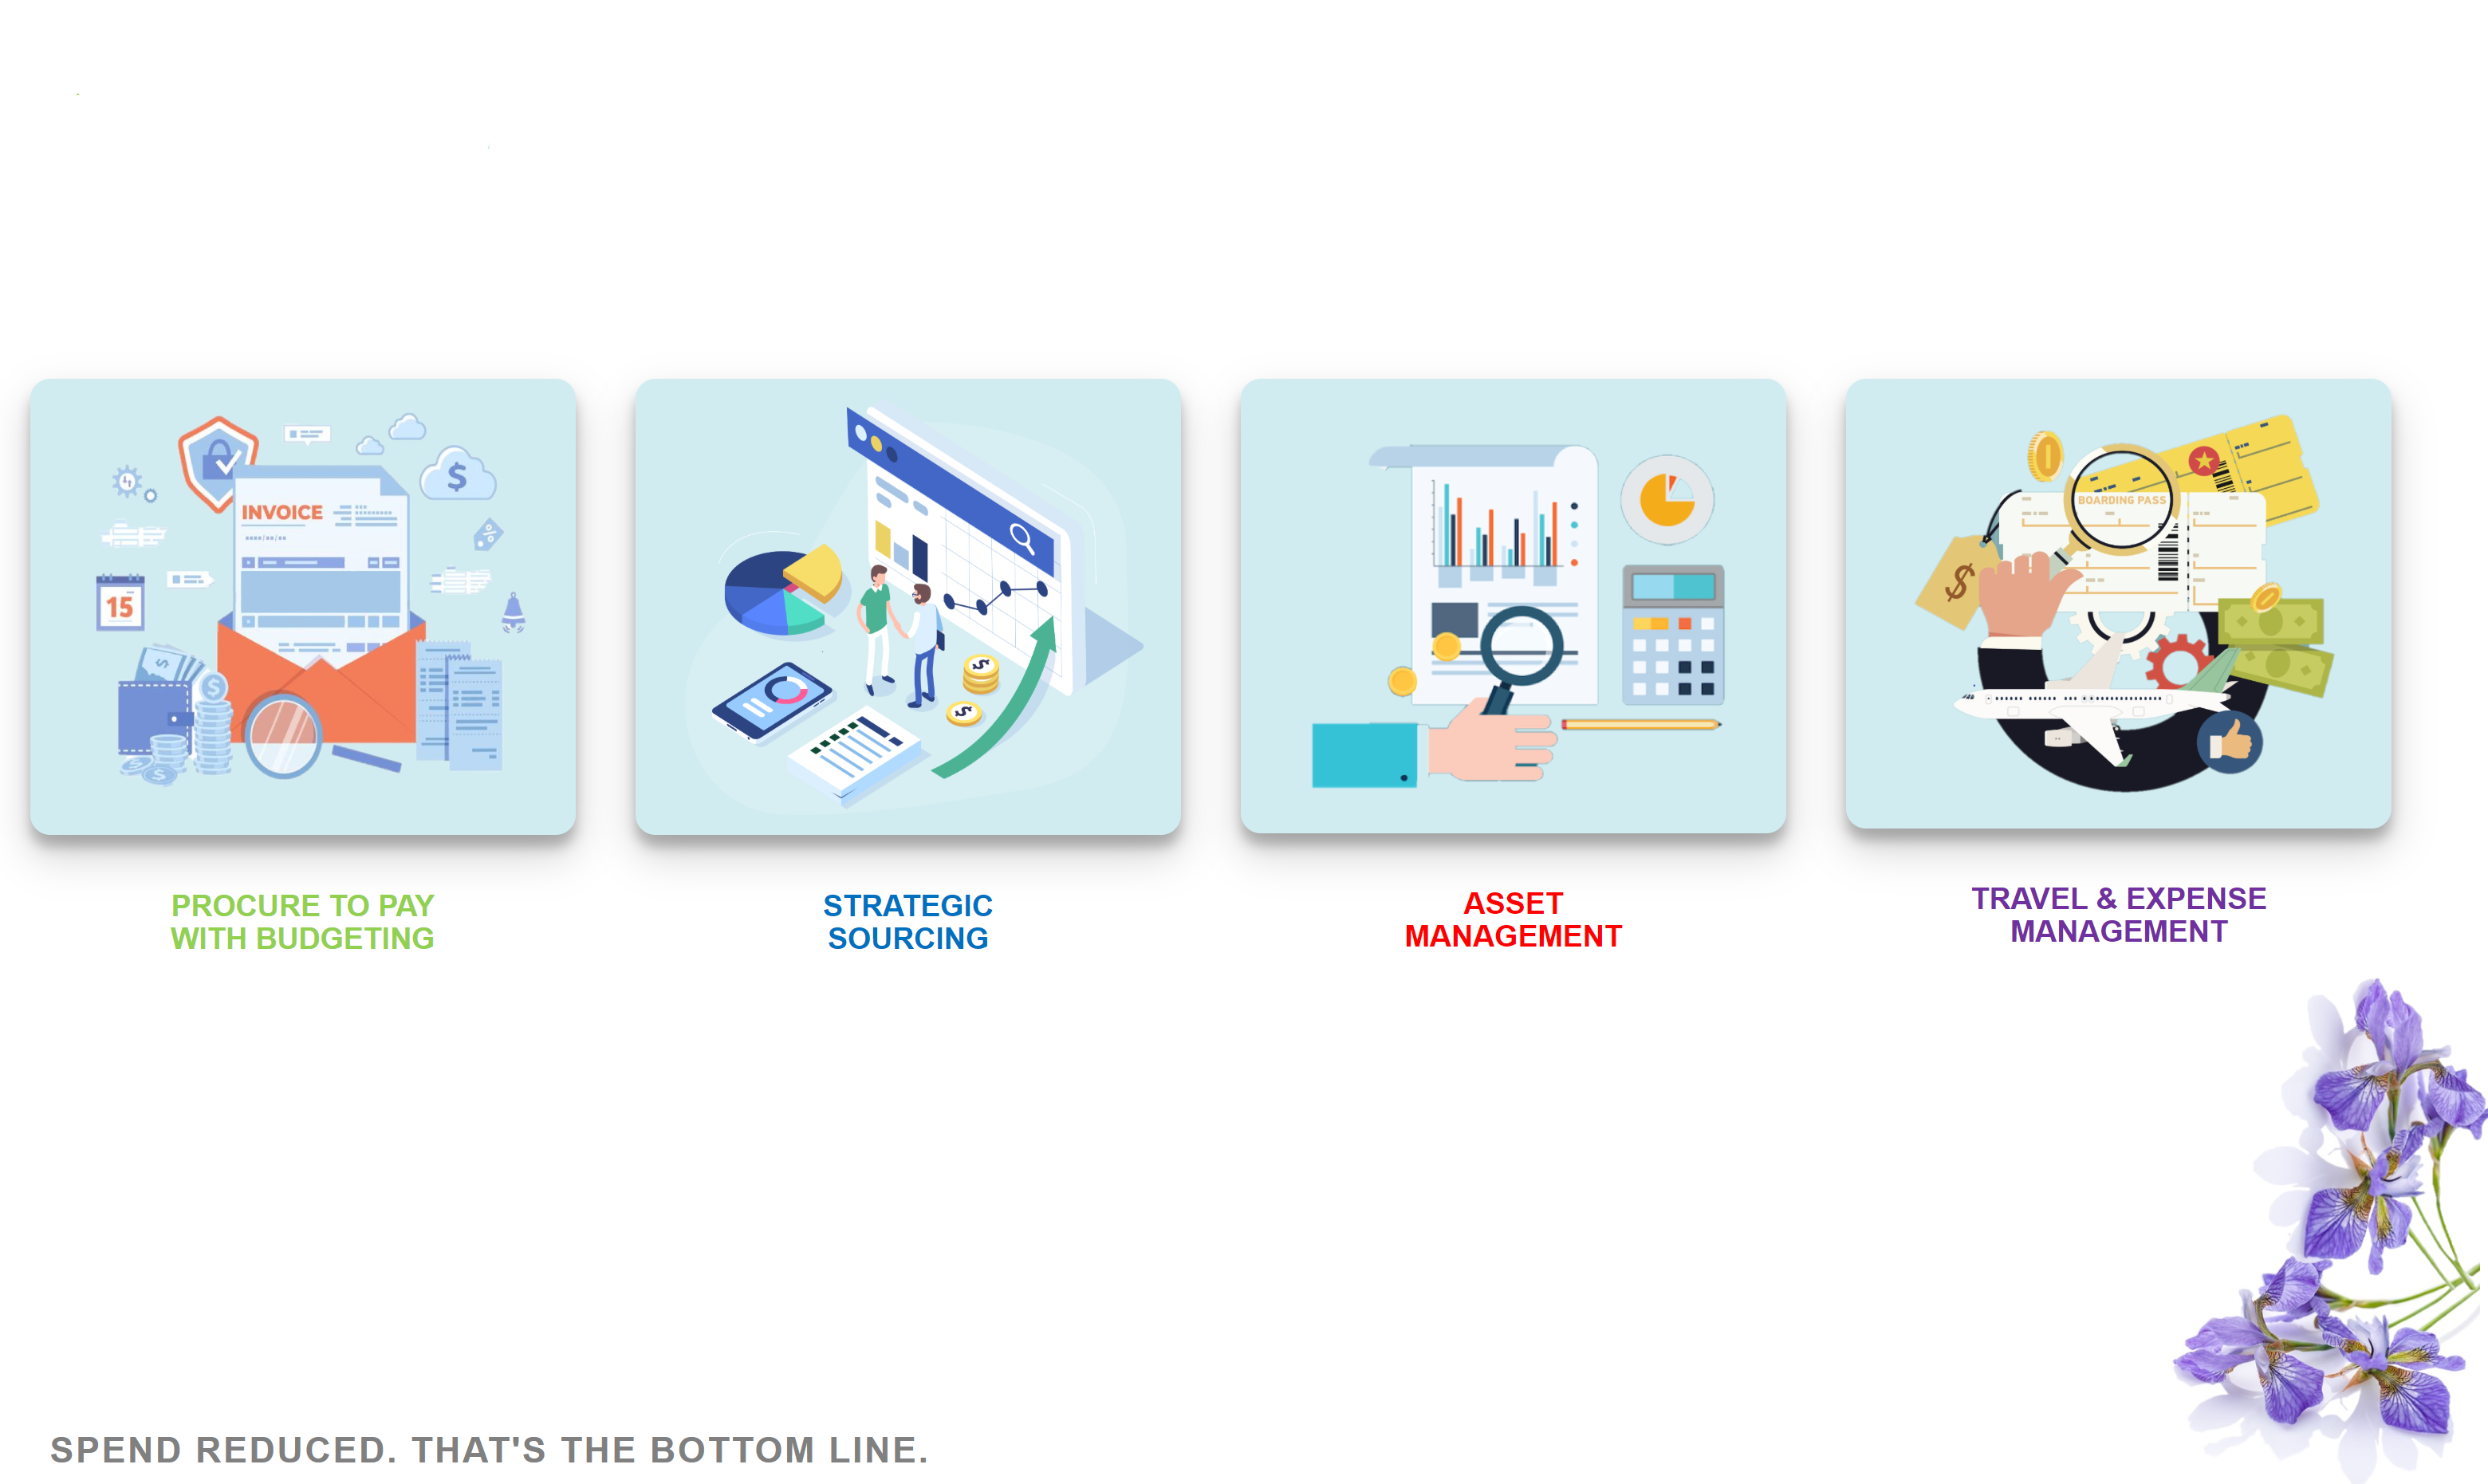 INVOICE
15
$
%
BOARDING PASS
$
PROCURE TO PAY
WITH BUDGETING
STRATEGIC
SOURCING
ASSET
MANAGEMENT
TRAVEL & EXPENSE
MANAGEMENT
SPEND REDUCED. THAT'S THE BOTTOM LINE.